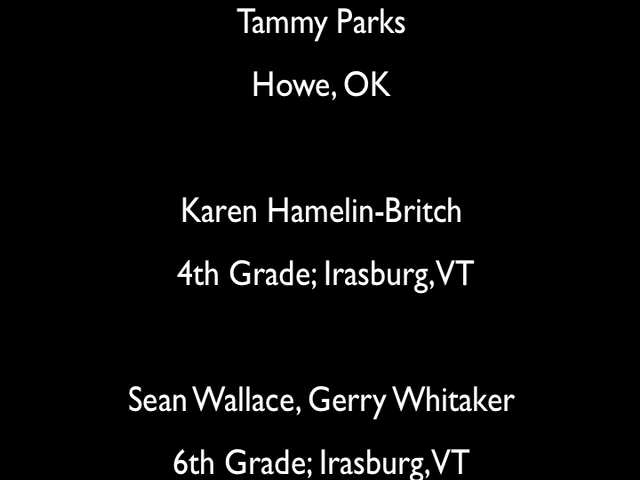 Tammy Parks
Howe, OK
Karen Hamelin-Britch
4th Grade; Irasburg, VT
Sean Wallace, Gerry Whitaker
6th Grade; Irasburg, VT